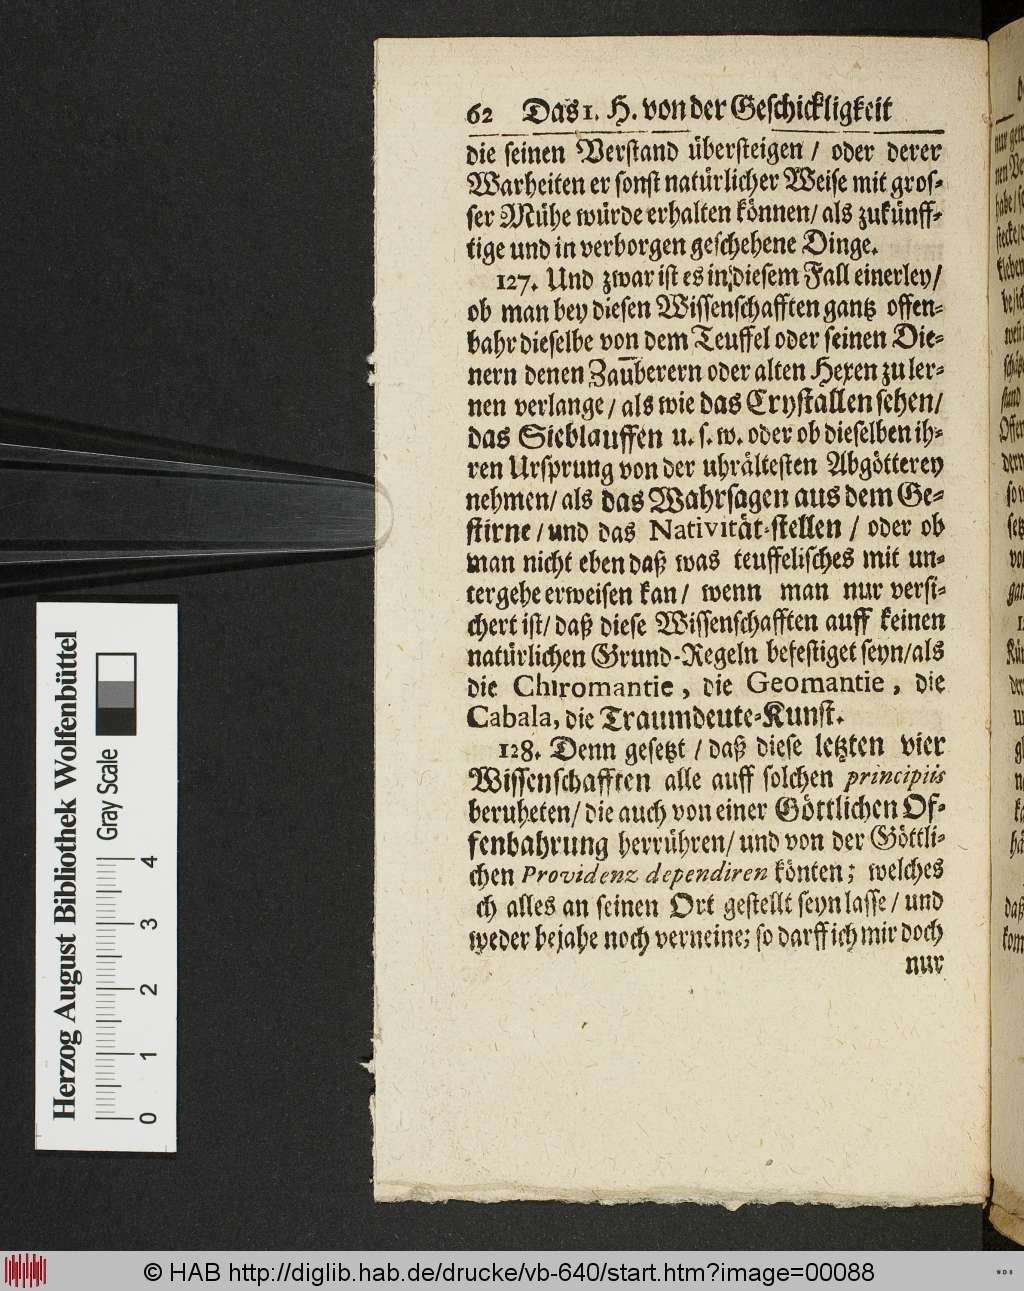 62 Das 1. H. von der Geſchickligkeit
die ſeinen Verſtand überſteigen / oder derer
Warheiten er ſonſt natürlicher Weiſe mit groſ-
ſer Mühe würde erhalten können / als zukünff-
tige und in verborgen geſchehene Dinge.
127. Und zwar iſt es in dieſem Fall einerley /
ob man bey dieſen Wiſſenſchafften gantz offen-
bahr dieſelbe von dem Teuffel oder ſeinen Die-
nern denen Zauberern oder alten Hexen zu ler-
nen verlange / als wie das Cryſtallen ſehen /
das Sieblauffen u. ſ. w. oder ob dieſelben ih-
ren Urſprung von der uhrälteſten Abgötterey
nehmen / als das Wahrſagen aus dem Ge-
ſtirne / und das Nativität-ſtellen / oder ob
man nicht eben daß was teuffeliſches mit un-
tergehe erweiſen kan / wenn man nur verſi-
chert iſt / daß dieſe Wiſſenſchafften auff keinen
natürlichen Grund-Regeln befeſtiget ſeyn / als
die Chiromantie, die Geomantie, die
Cabala, die Traumdeute-Kunſt.
128. Denn geſetzt / daß dieſe letzten vier
Wiſſenſchafften alle auff ſolchen principiis
beruheten / die auch von einer Göttlichen Of-
fenbahrung herrühren / und von der Göttli-
chen Providenz dependiren könten; welches
ch alles an ſeinen Ort geſtellt ſeyn laſſe / und
weder bejahe noch verneine; ſo darff ich mir doch
nur
Herzog August Bibliothek Wolfenbüttel
Gray Scale
0 1 2 3 4
© HAB http://diglib.hab.de/drucke/vb-640/start.htm?image=00088